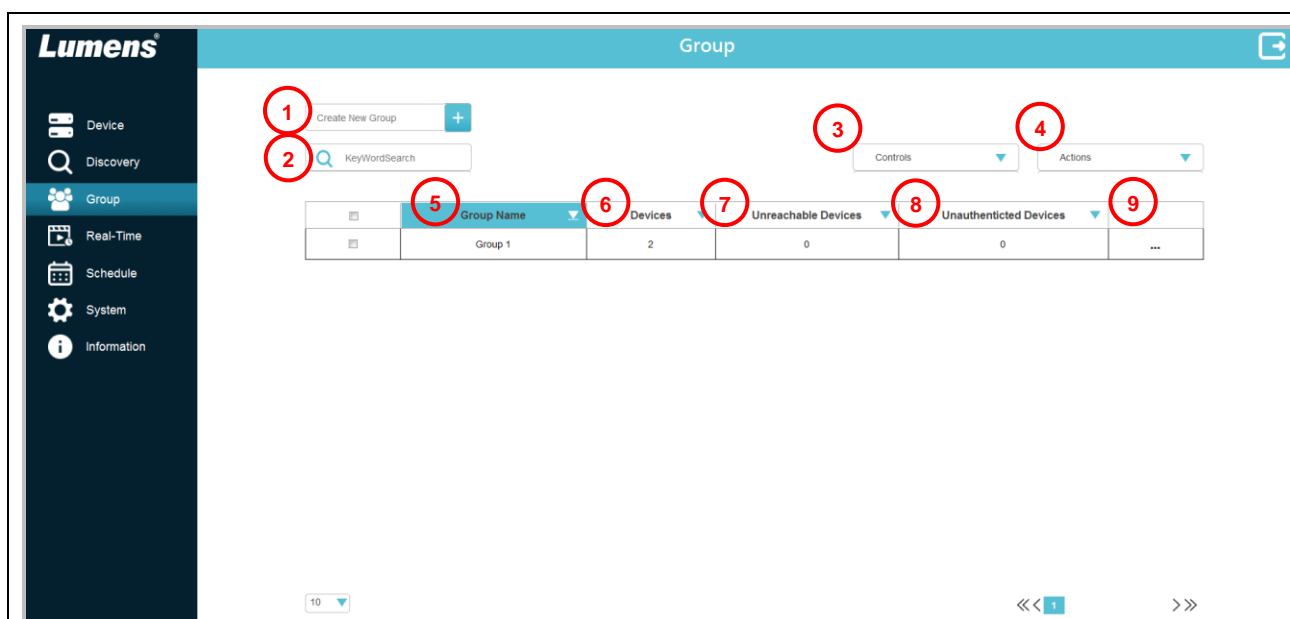 Lumens®
Group
Device
Discovery
Group
Real-Time
Schedule
System
Information
1 Create New Group +
2 KeyWordSearch
3 Controls
4 Actions
5 Group Name 6 Devices 7 Unreachable Devices 8 Unauthenticted Devices 9
Group 1 2 0 0 ...
10
1